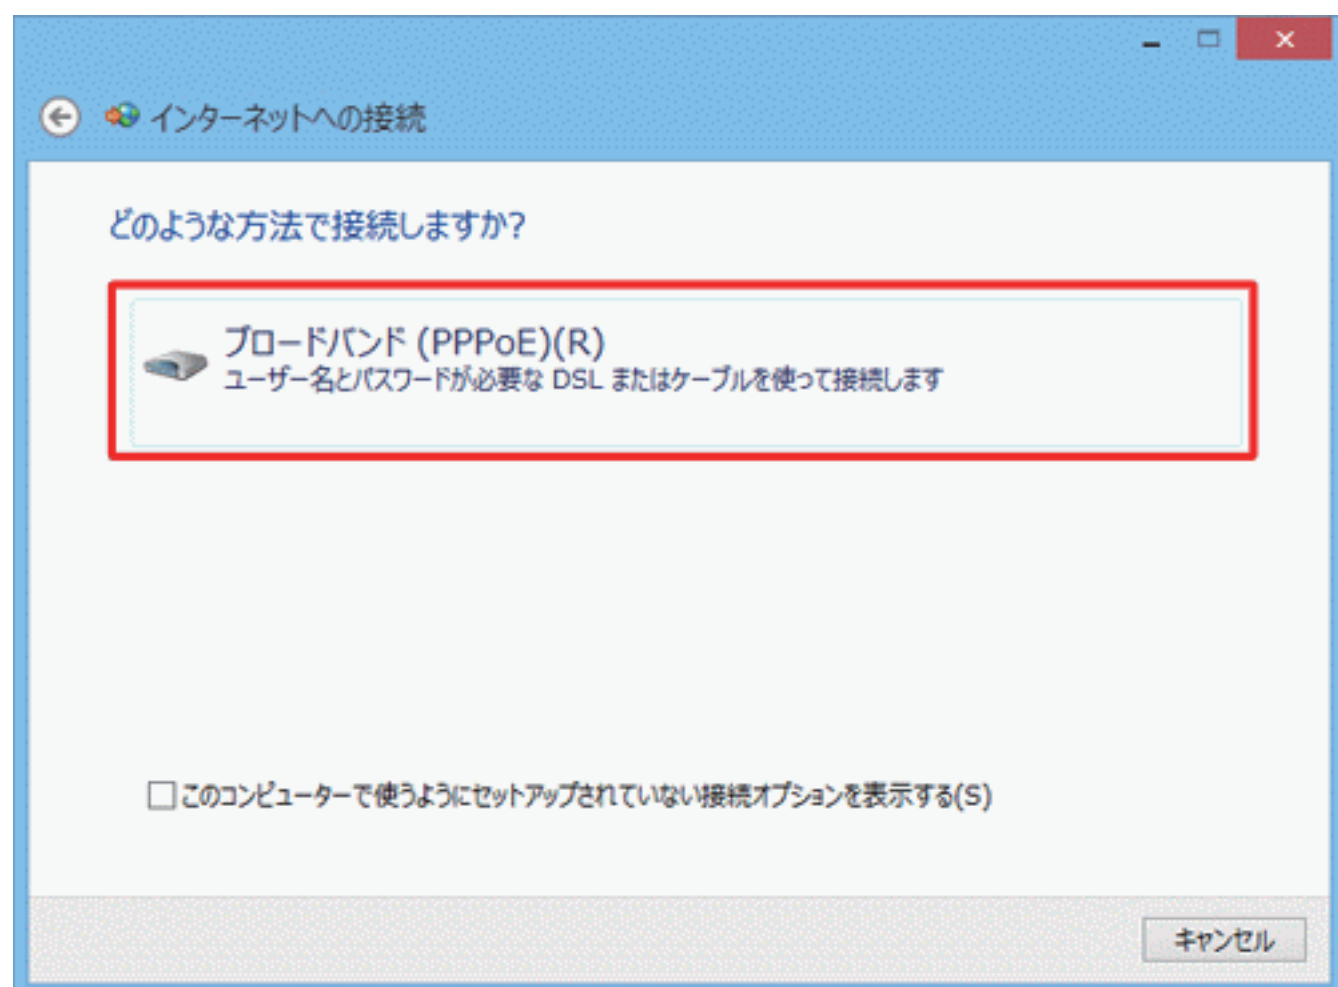 インターネットへの接続
どのような方法で接続しますか?
ブロードバンド (PPPoE)(R)
ユーザー名とパスワードが必要な DSL またはケーブルを使って接続します
このコンピューターで使うようにセットアップされていない接続オプションを表示する(S)
キャンセル